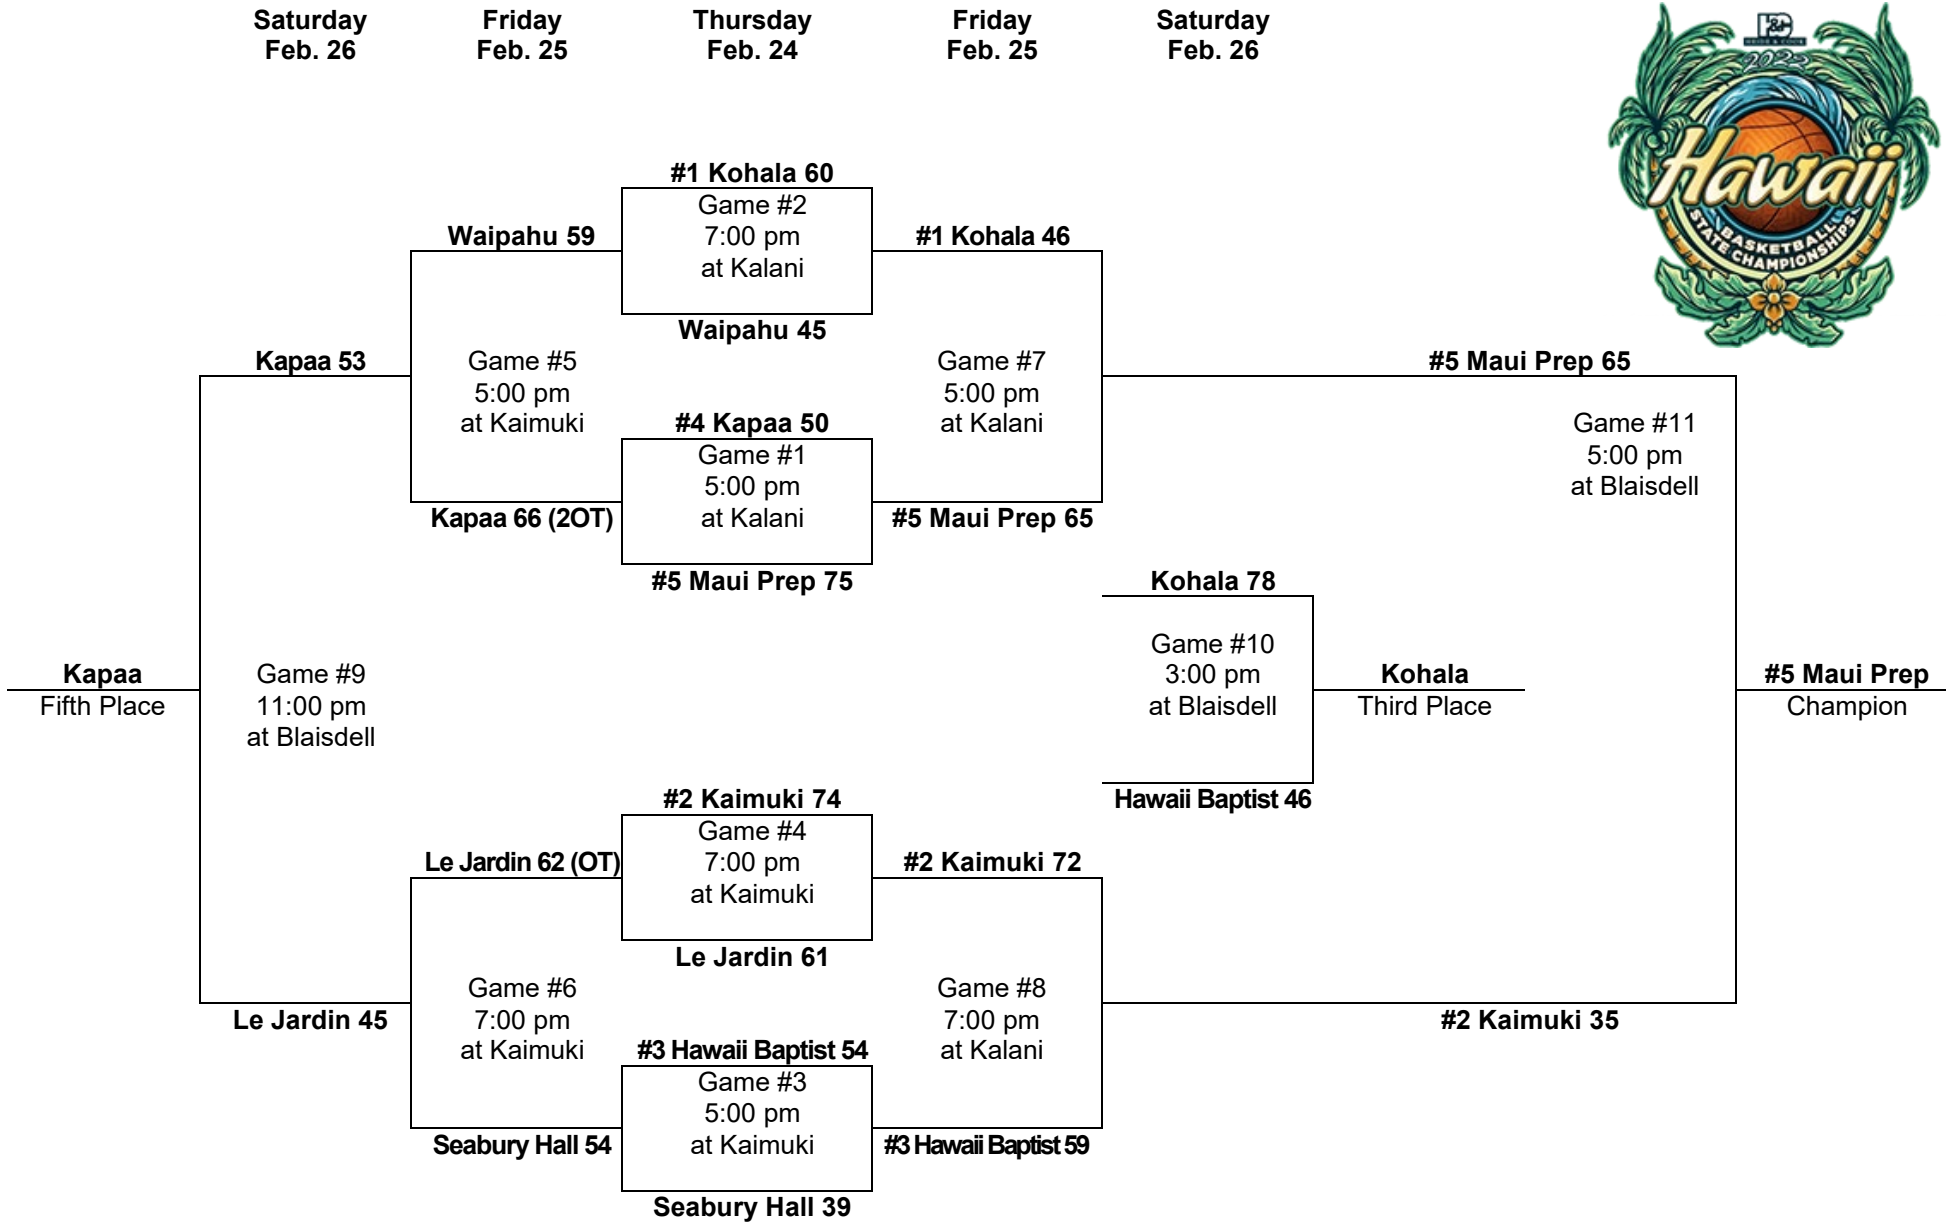 Saturday
Feb. 26
Friday
Feb. 25
Thursday
Feb. 24
Friday
Feb. 25
Saturday
Feb. 26
2022
Hawaii
BASKETBALL
STATE CHAMPIONSHIPS
#1 Kohala 60
Game #2
7:00 pm
at Kalani
Waipahu 45
Waipahu 59
#1 Kohala 46
Kapaa 53
Game #5
5:00 pm
at Kaimuki
Game #7
5:00 pm
at Kalani
#5 Maui Prep 65
#4 Kapaa 50
Game #1
5:00 pm
at Kalani
#5 Maui Prep 75
Game #11
5:00 pm
at Blaisdell
Kapaa 66 (2OT)
#5 Maui Prep 65
Kohala 78
Game #10
3:00 pm
at Blaisdell
Hawaii Baptist 46
Kapaa
Fifth Place
Game #9
11:00 pm
at Blaisdell
Kohala
Third Place
#5 Maui Prep
Champion
#2 Kaimuki 74
Game #4
7:00 pm
at Kaimuki
Le Jardin 61
Le Jardin 62 (OT)
#2 Kaimuki 72
Le Jardin 45
Game #6
7:00 pm
at Kaimuki
Game #8
7:00 pm
at Kalani
#2 Kaimuki 35
#3 Hawaii Baptist 54
Game #3
5:00 pm
at Kaimuki
Seabury Hall 39
Seabury Hall 54
#3 Hawaii Baptist 59